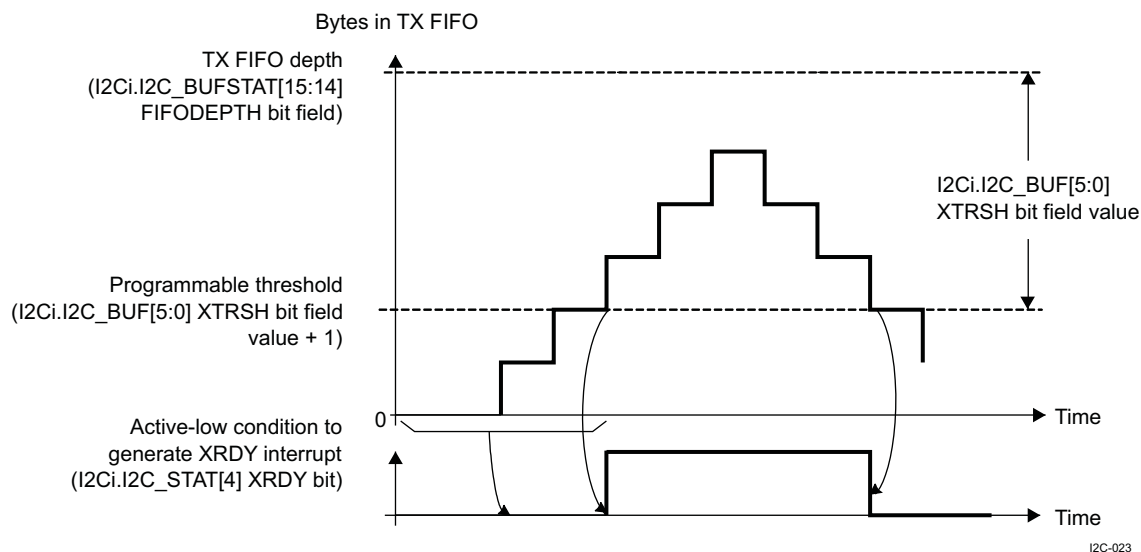 Bytes in TX FIFO
TX FIFO depth
(I2Ci.I2C_BUFSTAT[15:14]
FIFODEPTH bit field)
I2Ci.I2C_BUF[5:0]
XTRSH bit field value
Programmable threshold
(I2Ci.I2C_BUF[5:0] XTRSH bit field
value + 1)
0
Time
Active-low condition to
generate XRDY interrupt
(I2Ci.I2C_STAT[4] XRDY bit)
Time
I2C-023